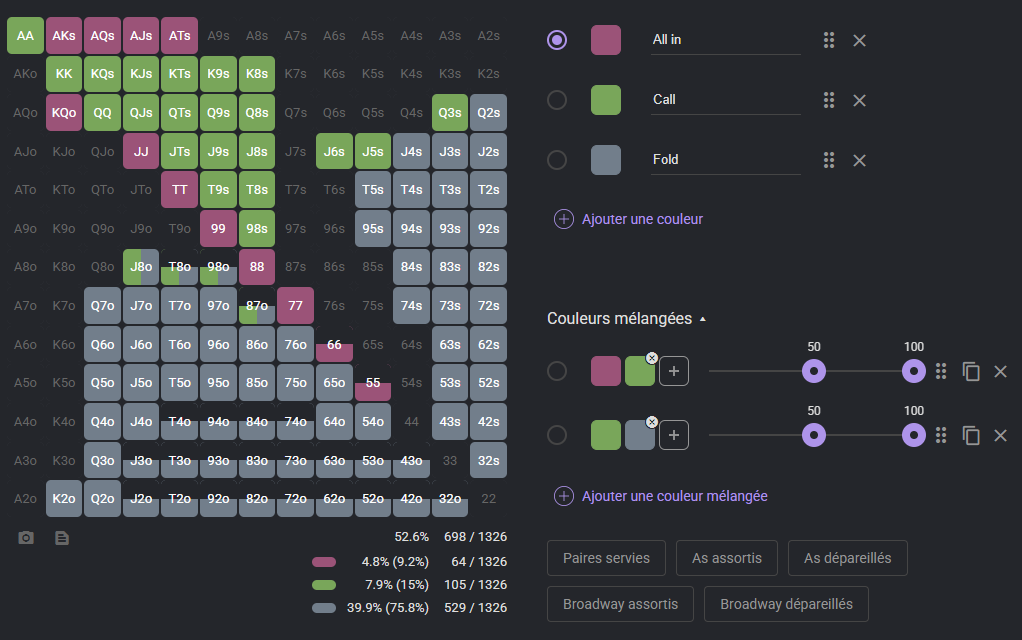 AA AKs AQs AJs ATs A9s A8s A7s A6s A5s A4s A3s A2s
AKo KK KQs KJs KTs K9s K8s K7s K6s K5s K4s K3s K2s
AQo KQo QQ QJs QTs Q9s Q8s Q7s Q6s Q5s Q4s Q3s Q2s
AJo KJo QJo JJ JTs J9s J8s J7s J6s J5s J4s J3s J2s
ATo KTo QTo JTo TT T9s T8s T7s T6s T5s T4s T3s T2s
A9o K9o Q9o J9o T9o 99 98s 97s 96s 95s 94s 93s 92s
A8o K8o Q8o J8o T8o 98o 88 87s 86s 85s 84s 83s 82s
A7o K7o Q7o J7o T7o 97o 87o 77 76s 75s 74s 73s 72s
A6o K6o Q6o J6o T6o 96o 86o 76o 66 65s 64s 63s 62s
A5o K5o Q5o J5o T5o 95o 85o 75o 65o 55 54s 53s 52s
A4o K4o Q4o J4o T4o 94o 84o 74o 64o 54o 44 43s 42s
A3o K3o Q3o J3o T3o 93o 83o 73o 63o 53o 43o 33 32s
A2o K2o Q2o J2o T2o 92o 82o 72o 62o 52o 42o 32o 22
52.6% 698 / 1326
4.8% (9.2%) 64 / 1326
7.9% (15%) 105 / 1326
39.9% (75.8%) 529 / 1326
All in
Call
Fold
Ajouter une couleur
Couleurs mélangées
50 100
50 100
Ajouter une couleur mélangée
Paires servies As assortis As dépareillés
Broadway assortis Broadway dépareillés